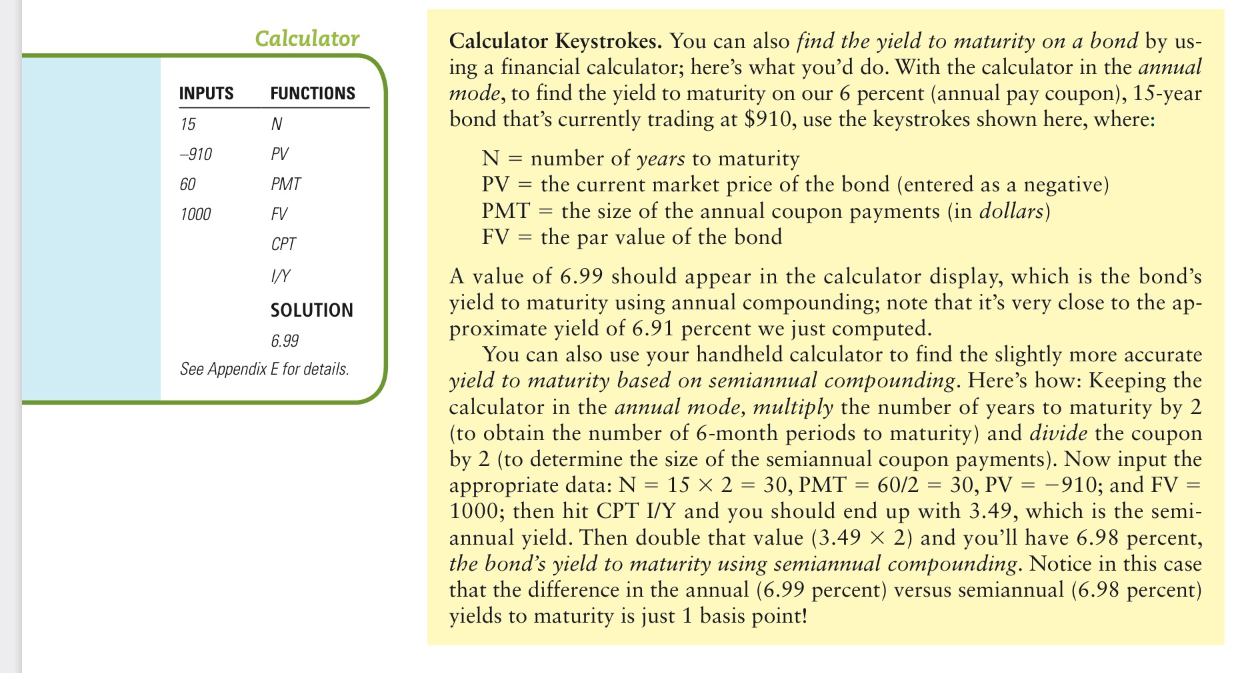 Calculator
INPUTS FUNCTIONS
15 N
–910 PV
60 PMT
1000 FV
CPT
I/Y
SOLUTION
6.99
See Appendix E for details.
Calculator Keystrokes. You can also find the yield to maturity on a bond by us-
ing a financial calculator; here’s what you’d do. With the calculator in the annual
mode, to find the yield to maturity on our 6 percent (annual pay coupon), 15-year
bond that’s currently trading at $910, use the keystrokes shown here, where:
N = number of years to maturity
PV = the current market price of the bond (entered as a negative)
PMT = the size of the annual coupon payments (in dollars)
FV = the par value of the bond
A value of 6.99 should appear in the calculator display, which is the bond’s
yield to maturity using annual compounding; note that it’s very close to the ap-
proximate yield of 6.91 percent we just computed.
You can also use your handheld calculator to find the slightly more accurate
yield to maturity based on semiannual compounding. Here’s how: Keeping the
calculator in the annual mode, multiply the number of years to maturity by 2
(to obtain the number of 6-month periods to maturity) and divide the coupon
by 2 (to determine the size of the semiannual coupon payments). Now input the
appropriate data: N = 15 × 2 = 30, PMT = 60/2 = 30, PV = −910; and FV =
1000; then hit CPT I/Y and you should end up with 3.49, which is the semi-
annual yield. Then double that value (3.49 × 2) and you’ll have 6.98 percent,
the bond’s yield to maturity using semiannual compounding. Notice in this case
that the difference in the annual (6.99 percent) versus semiannual (6.98 percent)
yields to maturity is just 1 basis point!